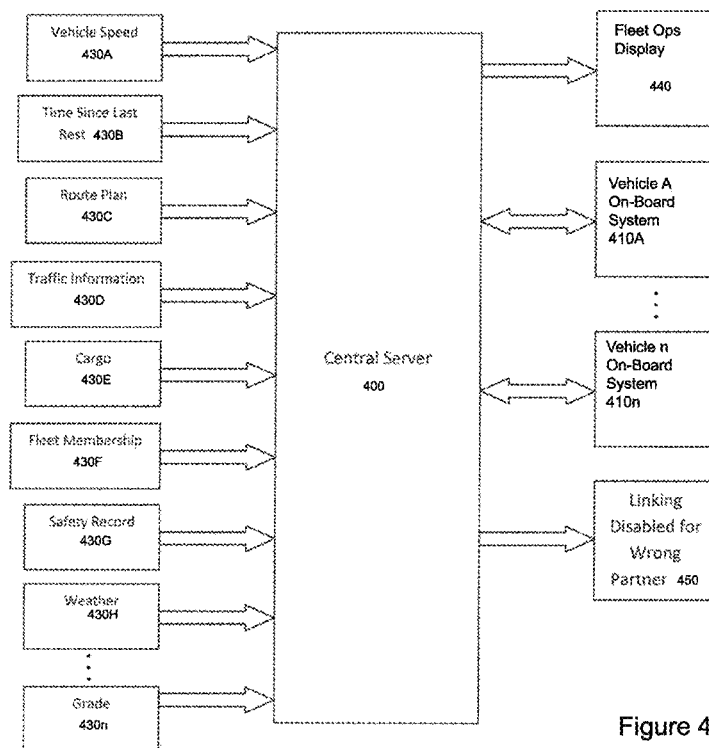 Vehicle Speed
430A
Time Since Last
Rest 430B
Route Plan
430C
Traffic Information
430D
Cargo
430E
Fleet Membership
430F
Safety Record
430G
Weather
430H
Grade
430n
Central Server
400
Fleet Ops
Display
440
Vehicle A
On-Board
System
410A
Vehicle n
On-Board
System
410n
Linking
Disabled for
Wrong
Partner 450
Figure 4